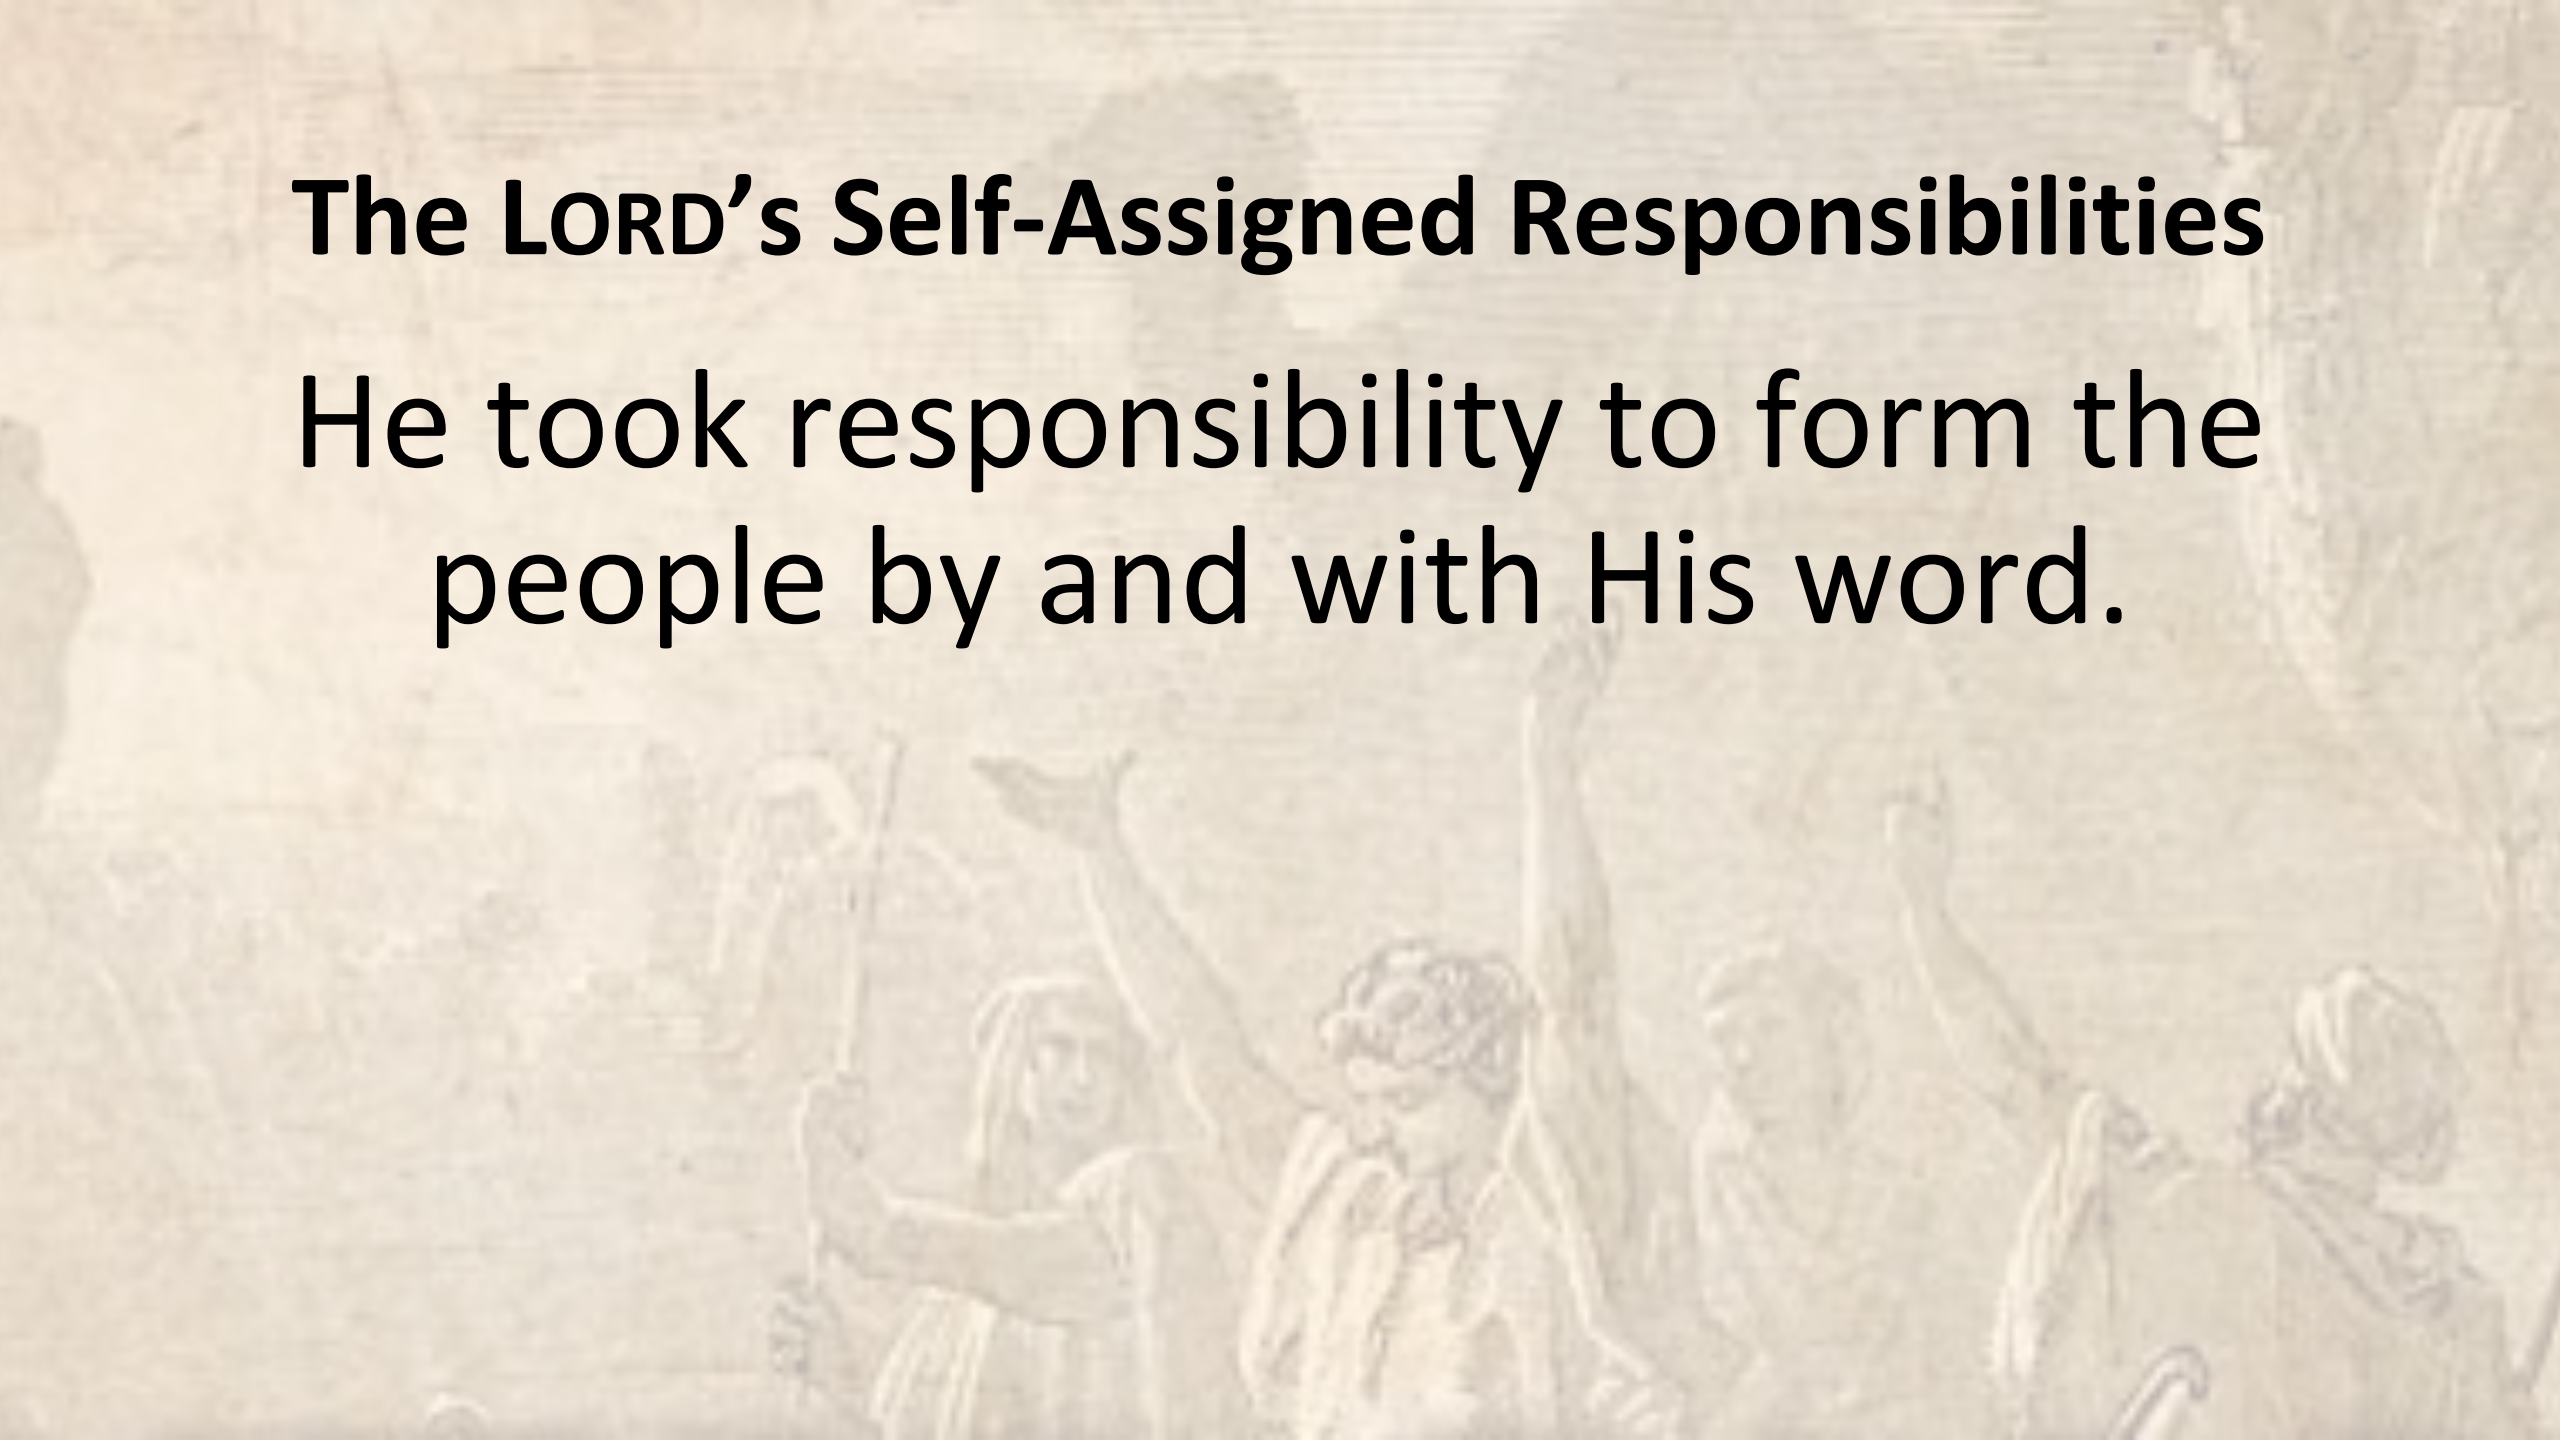 The LORD’s Self-Assigned Responsibilities
He took responsibility to form the
people by and with His word.